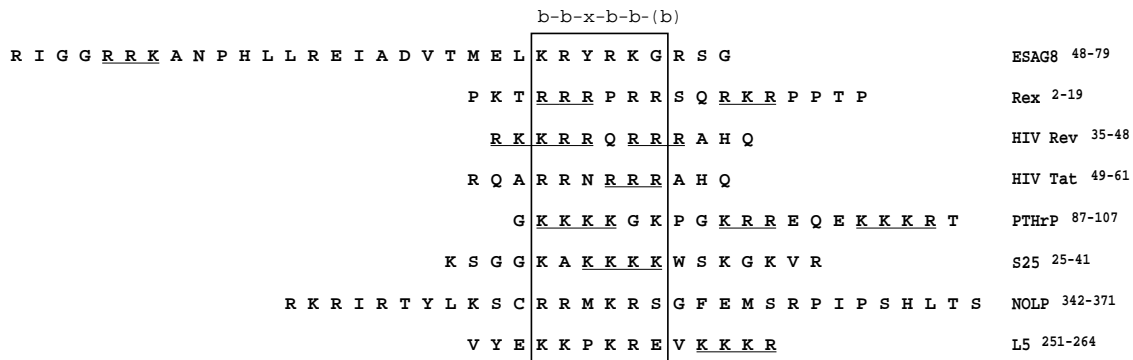 b-b-x-b-b-(b)
R I G G R R K A N P H L L R E I A D V T M E L K R Y R K G R S G ESAG8 48-79
P K T R R R P R R S Q R K R P P T P Rex 2-19
R K K R R Q R R R A H Q HIV Rev 35-48
R Q A R R N R R R A H Q HIV Tat 49-61
G K K K K G K P G K R R E Q E K K K R T PTHrP 87-107
K S G G K A K K K K W S K G K V R S25 25-41
R K R I R T Y L K S C R R M K R S G F E M S R P I P S H L T S NOLP 342-371
V Y E K K P K R E V K K K R L5 251-264